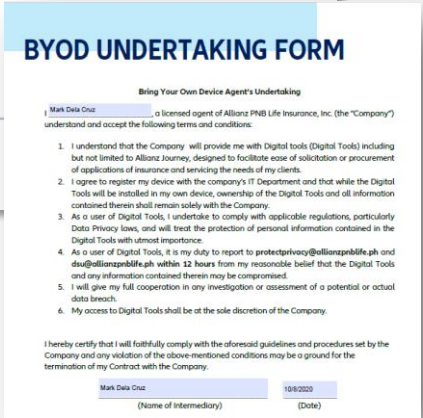 BYOD UNDERTAKING FORM
Bring Your Own Device Agent's Undertaking
I Mark Dela Cruz, a licensed agent of Allianz PNB Life Insurance, Inc. (the "Company")
understand and accept the following terms and conditions:
1. I understand that the Company will provide me with Digital tools (Digital Tools) including
but not limited to Allianz Journey, designed to facilitate ease of solicitation or procurement
of applications of insurance and servicing the needs of my clients.
2. I agree to register my device with the company's IT Department and that while the Digital
Tools will be installed in my own device, ownership of the Digital Tools and all information
contained therein shall remain solely with the Company.
3. As a user of Digital Tools, I undertake to comply with applicable regulations, particularly
Data Privacy laws, and will treat the protection of personal information contained in the
Digital Tools with utmost importance.
4. As a user of Digital Tools, it is my duty to report to protectprivacy@allianzpnblife.ph and
dsu@allianzpnblife.ph within 12 hours from my reasonable belief that the Digital Tools
and any information contained therein may be compromised.
5. I will give my full cooperation in any investigation or assessment of a potential or actual
data breach.
6. My access to Digital Tools shall be at the sole discretion of the Company.
I hereby certify that I will faithfully comply with the aforesaid guidelines and procedures set by the
Company and any violation of the above-mentioned conditions may be a ground for the
termination of my Contract with the Company.
Mark Dela Cruz 10/8/2020
(Name of Intermediary) (Date)